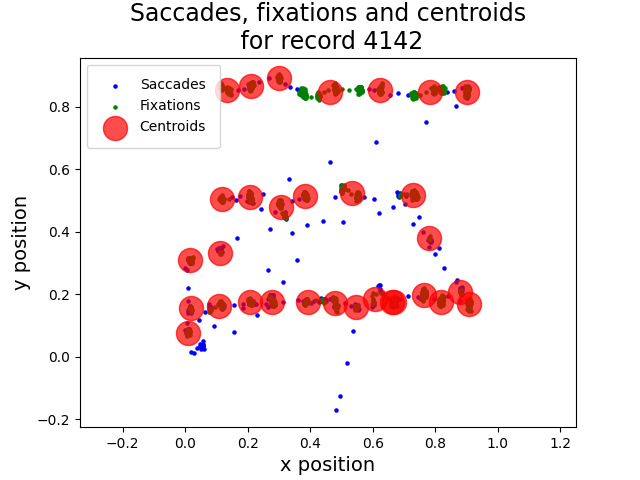 Saccades, fixations and centroids
for record 4142
Saccades
Fixations
Centroids
0.8
0.6
0.4
0.2
0.0
−0.2
y position
−0.2 0.0 0.2 0.4 0.6 0.8 1.0 1.2
x position